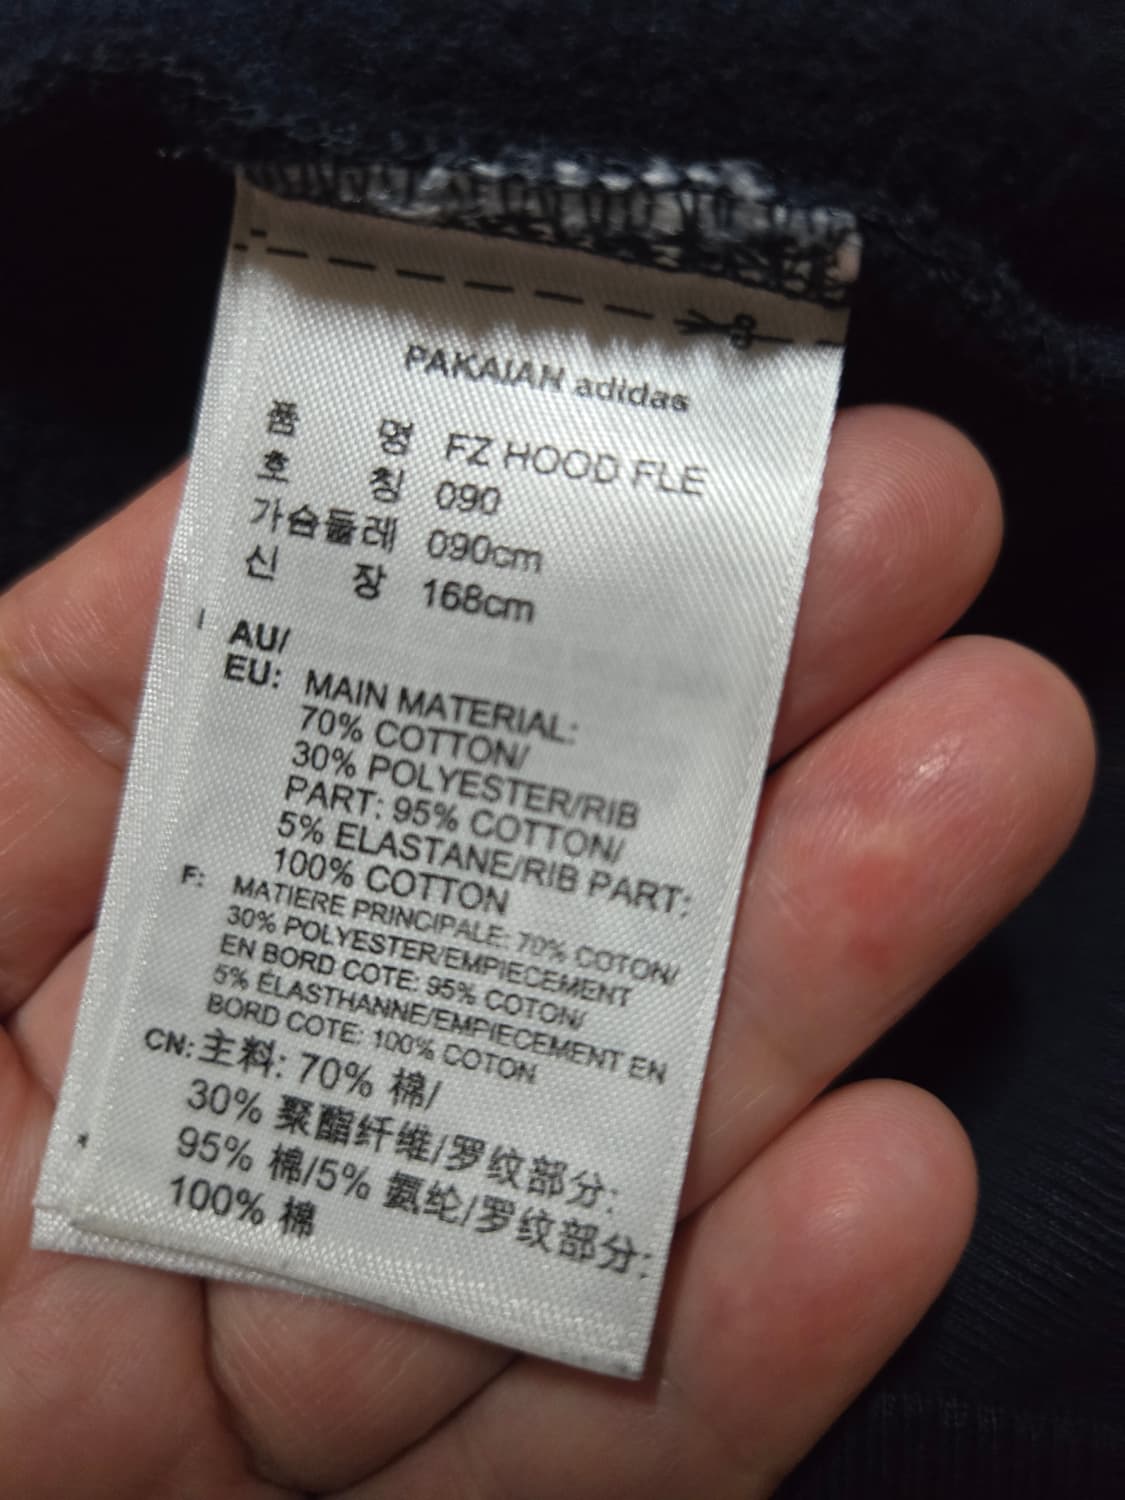 PAKAIAN adidas
품 명 FZ HOOD FLE
호 칭 090
가슴둘레 090cm
신 장 168cm
AU/
EU: MAIN MATERIAL:
70% COTTON/
30% POLYESTER/RIB
PART: 95% COTTON/
5% ELASTANE/RIB PART:
100% COTTON
F: MATIERE PRINCIPALE: 70% COTON/
30% POLYESTER/EMPIECEMENT
EN BORD COTE: 95% COTON/
5% ÉLASTHANNE/EMPIECEMENT EN
BORD COTE: 100% COTON
CN: 主料: 70% 棉/
30% 聚酯纤维/罗纹部分:
95% 棉/5% 氨纶/罗纹部分:
100% 棉